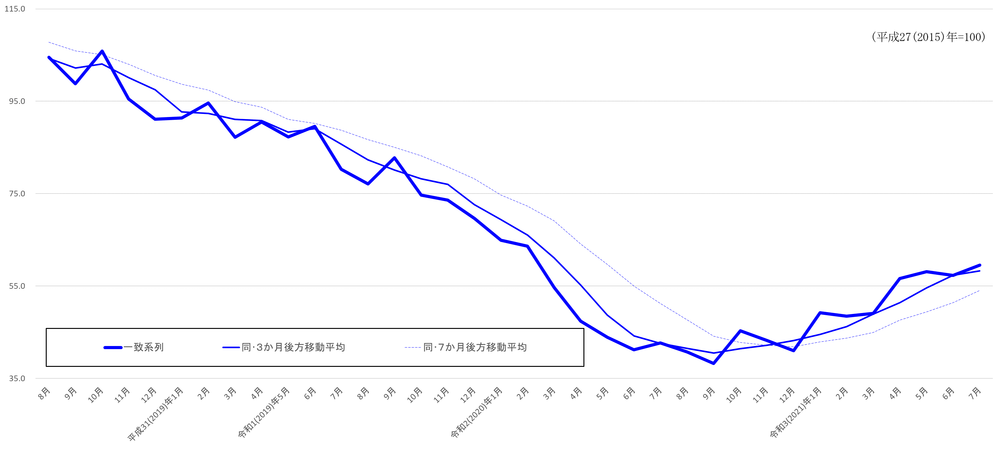 115.0
(平成27(2015)年=100)
95.0
75.0
55.0
一致系列 同･３か月後方移動平均 同･７か月後方移動平均
35.0
8月 9月 10月 11月 12月 平成31(2019)年1月 2月 3月 4月 令和1(2019)年5月 6月 7月 8月 9月 10月 11月 12月 令和2(2020)年1月 2月 3月 4月 5月 6月 7月 8月 9月 10月 11月 12月 令和3(2021)年1月 2月 3月 4月 5月 6月 7月